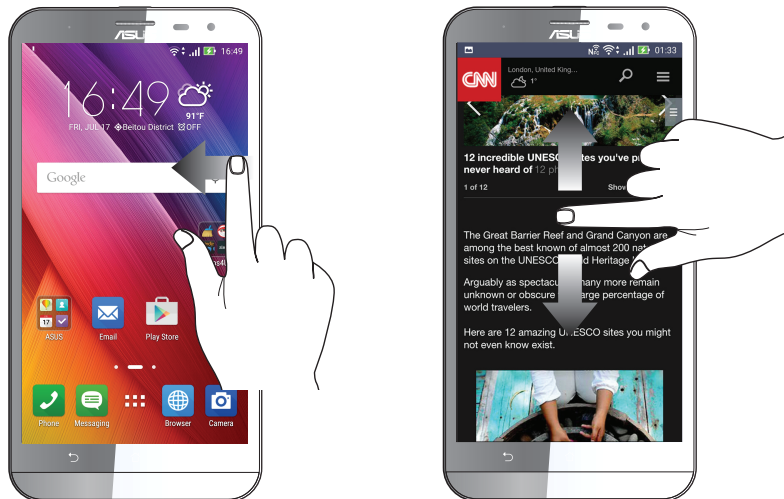 16:49
16:49
91°F
FRI, JUL 17 Beitou District OFF
Google
ASUS
Email
Play Store
Phone
Messaging
Browser
Camera
01:33
CNN
London, United King...
1°
12 incredible UNESCO
never heard of 12
1 of 12
Show
The Great Barrier Reef and Grand Canyon are
among the best known of almost 200
sites on the UNESCO Heritage
Arguably as many more remain
unknown or obscure percentage of
world travelers.
Here are 12 amazing UNESCO sites you might
not even know exist.